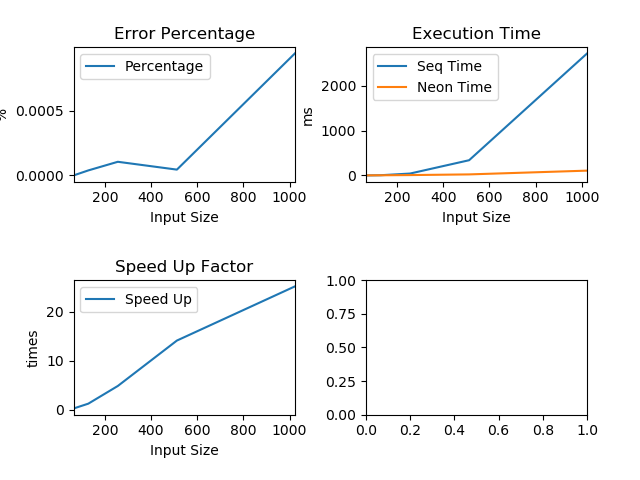 Error Percentage
%
Percentage
0.0005
0.0000
200 400 600 800 1000
Input Size
Execution Time
ms
Seq Time
Neon Time
2000
1000
0
200 400 600 800 1000
Input Size
Speed Up Factor
times
Speed Up
20
10
0
200 400 600 800 1000
Input Size
1.00
0.75
0.50
0.25
0.00
0.0 0.2 0.4 0.6 0.8 1.0